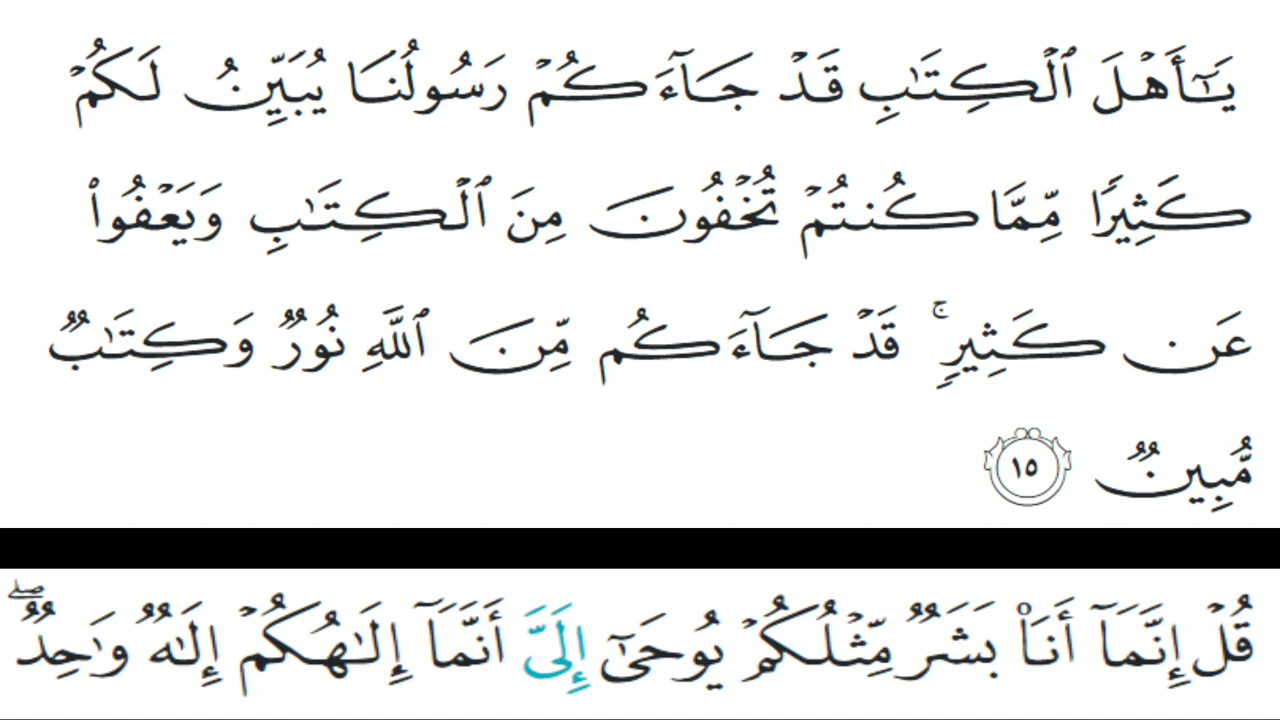 يَـٰٓأَهْلَ ٱلْكِتَـٰبِ قَدْ جَآءَكُمْ رَسُولُنَا يُبَيِّنُ لَكُمْ
كَثِيرًا مِّمَّا كُنتُمْ تُخْفُونَ مِنَ ٱلْكِتَـٰبِ وَيَعْفُوا۟
عَن كَثِيرٍ ۚ قَدْ جَآءَكُم مِّنَ ٱللَّهِ نُورٌ وَكِتَـٰبٌ
مُّبِينٌ ١٥
قُلْ إِنَّمَآ أَنَا۠ بَشَرٌ مِّثْلُكُمْ يُوحَىٰٓ إِلَىَّ أَنَّمَآ إِلَـٰهُكُمْ إِلَـٰهٌ وَٰحِدٌ ۖ